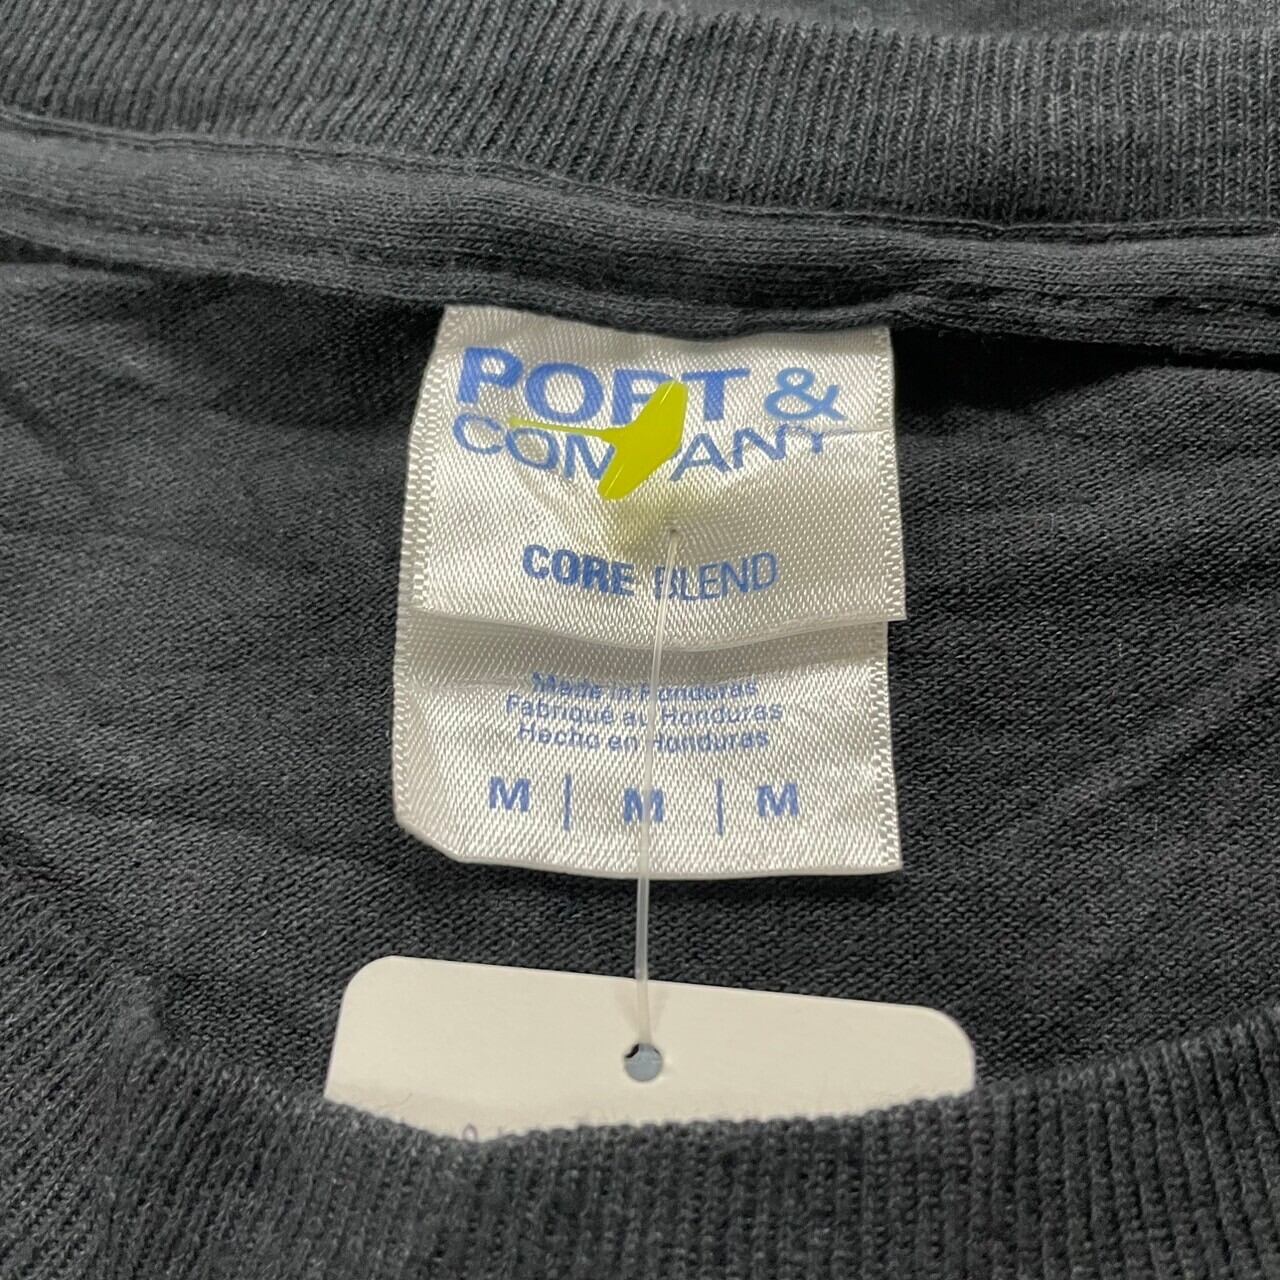 PORT &
COMPANY
CORE BLEND
Made in Honduras
Fabriqué au Honduras
Hecho en Honduras
M | M | M